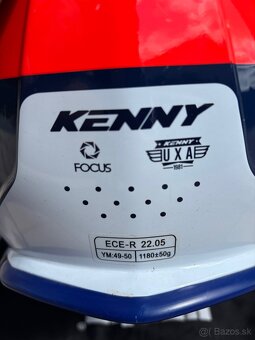 KENNY
FOCUS
KENNY
UXA
1981
ECE-R 22.05
YM:49-50 1180±50g
Bazos.sk